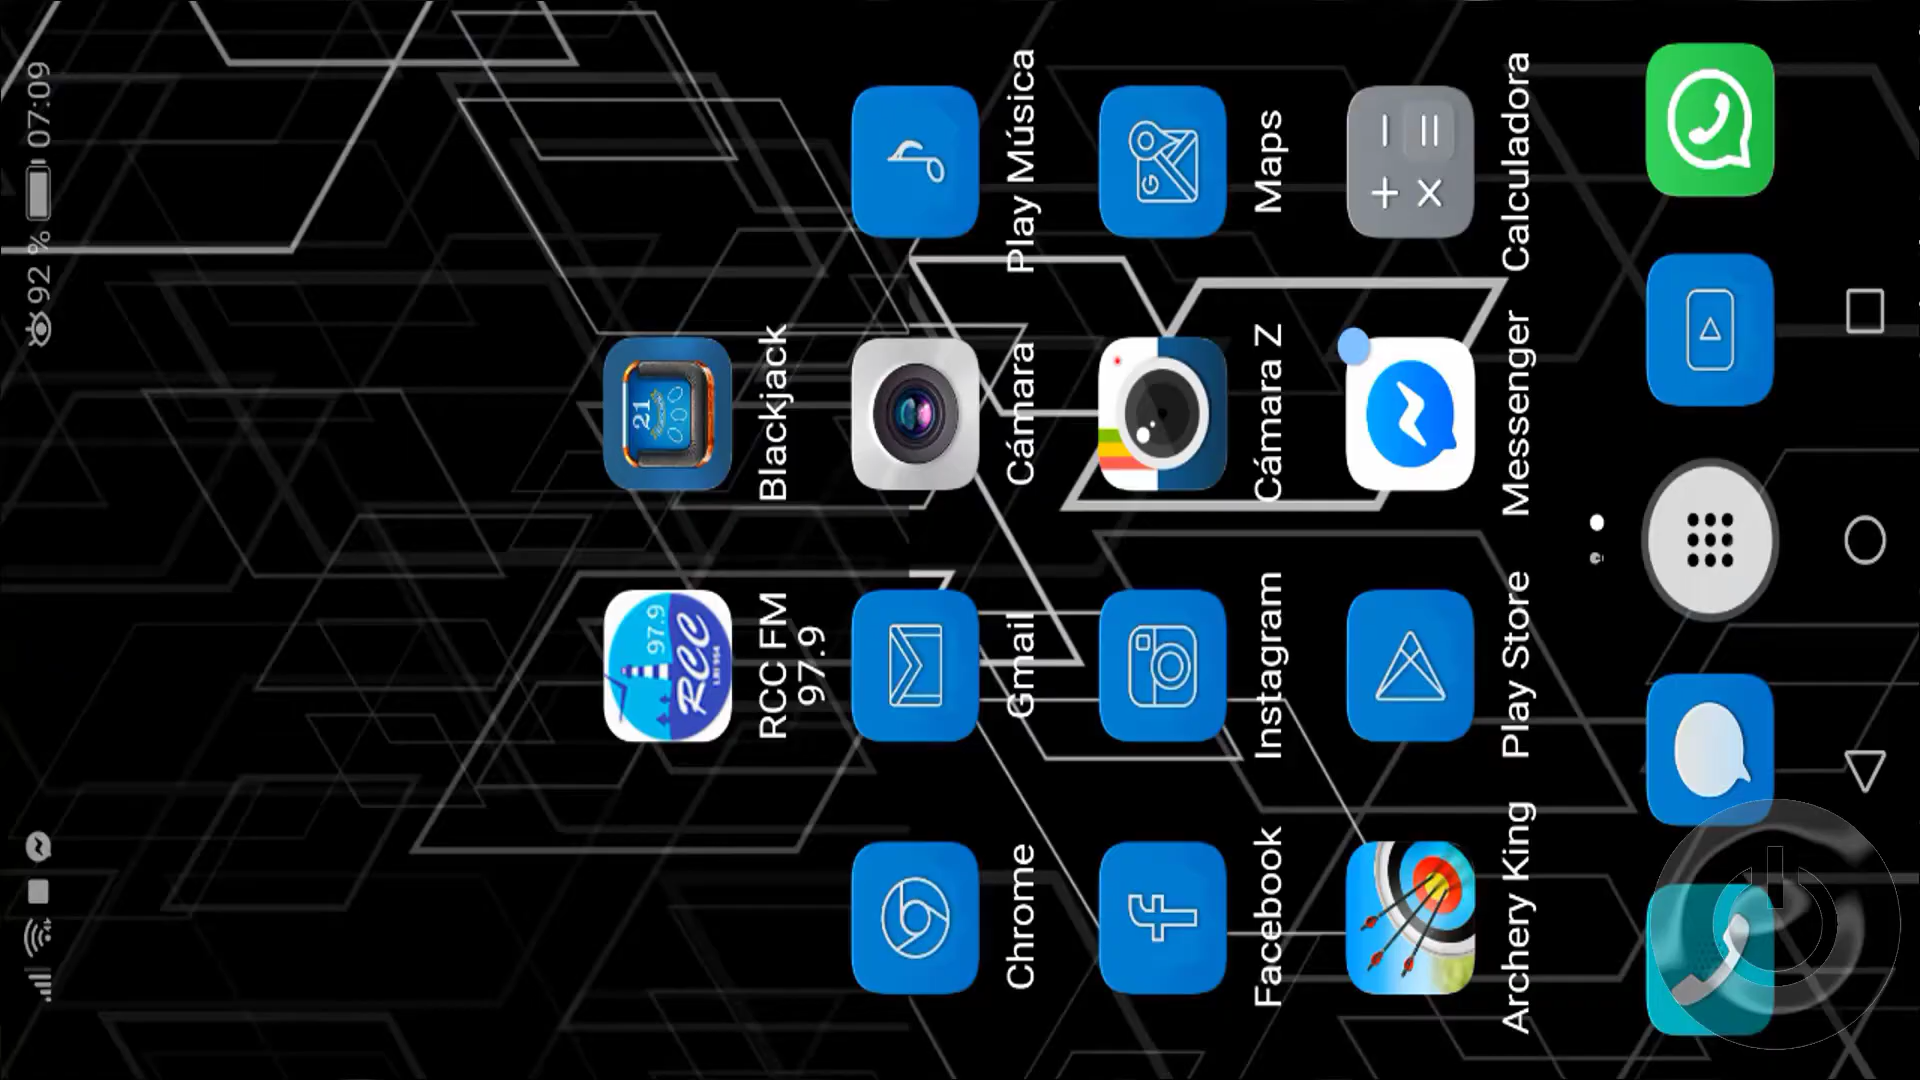 92 % 07:09
RCC FM
97.9
Blackjack
Chrome
Gmail
Cámara
Play Música
Facebook
Instagram
Cámara Z
Maps
Archery King
Play Store
Messenger
Calculadora
97.9
RCC
21
G